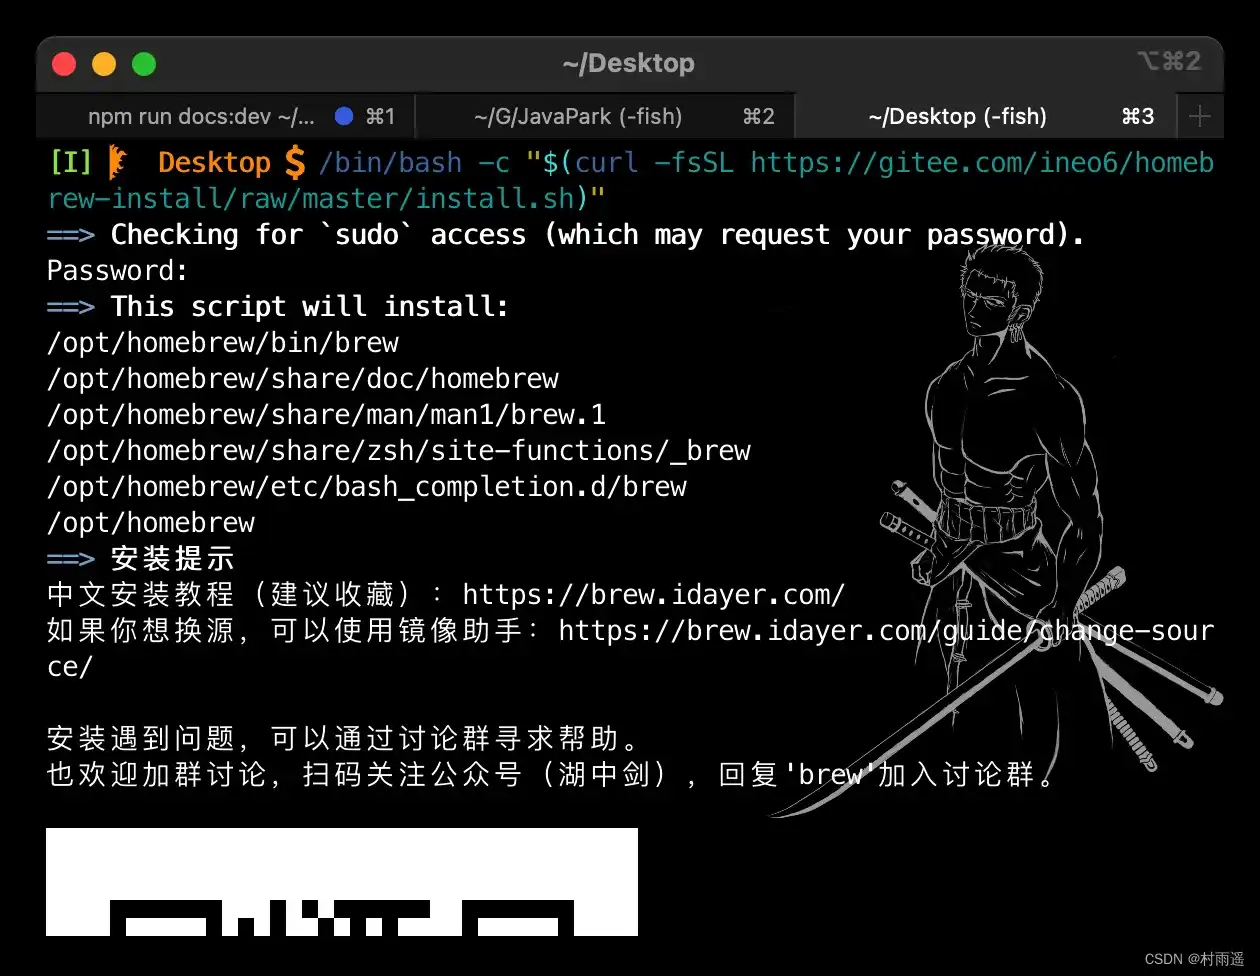 ~/Desktop
⌥⌘2
npm run docs:dev ~/... ⌘1
~/G/JavaPark (-fish) ⌘2
~/Desktop (-fish) ⌘3
[I] Desktop $ /bin/bash -c "$(curl -fsSL https://gitee.com/ineo6/homeb
rew-install/raw/master/install.sh)"
==> Checking for `sudo` access (which may request your password).
Password:
==> This script will install:
/opt/homebrew/bin/brew
/opt/homebrew/share/doc/homebrew
/opt/homebrew/share/man/man1/brew.1
/opt/homebrew/share/zsh/site-functions/_brew
/opt/homebrew/etc/bash_completion.d/brew
/opt/homebrew
==> 安装提示
中文安装教程（建议收藏）：https://brew.idayer.com/
如果你想换源，可以使用镜像助手：https://brew.idayer.com/guide/change-sour
ce/
安装遇到问题，可以通过讨论群寻求帮助。
也欢迎加群讨论，扫码关注公众号（湖中剑），回复'brew'加入讨论群。
CSDN @村雨遥